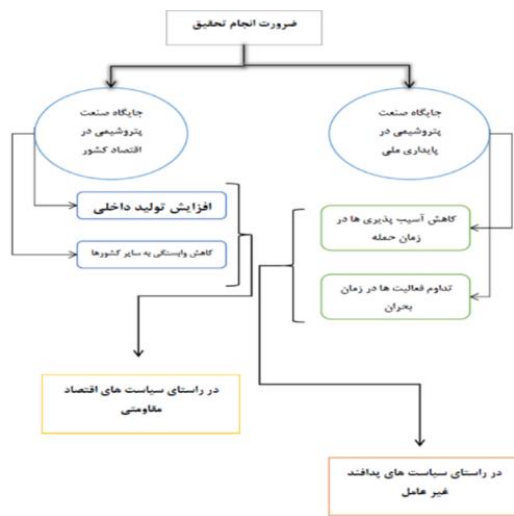 ضرورت انجام تحقیق
جایگاه صنعت
پتروشیمی در
پایداری ملی
جایگاه صنعت
پتروشیمی در
اقتصاد کشور
کاهش آسیب پذیری ها در
زمان حمله
تداوم فعالیت ها در زمان
بحران
افزایش تولید داخلی
کاهش وابستگی به سایر کشورها
در راستای سیاست های اقتصاد
مقاومتی
در راستای سیاست های پدافند
غیر عامل